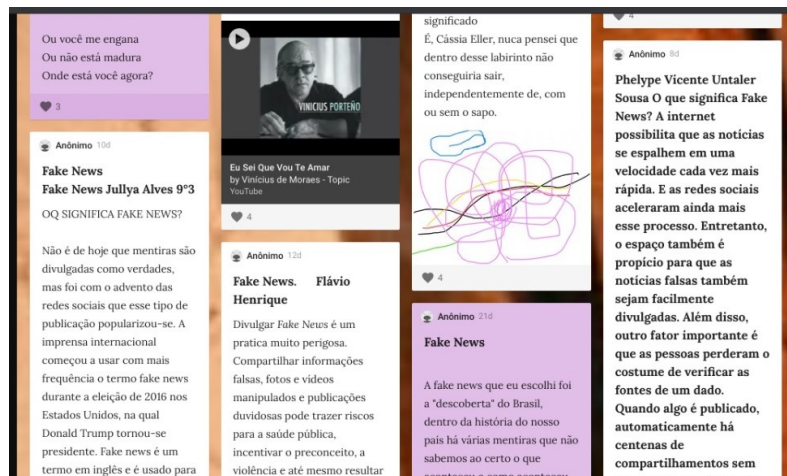 Ou você me engana
Ou não está madura
Onde está você agora?
3
Anônimo 10d
Fake News
Fake News Jullya Alves 9°3
OQ SIGNIFICA FAKE NEWS?
Não é de hoje que mentiras são
divulgadas como verdades,
mas foi com o advento das
redes sociais que esse tipo de
publicação popularizou-se. A
imprensa internacional
começou a usar com mais
frequência o termo fake news
durante a eleição de 2016 nos
Estados Unidos, na qual
Donald Trump tornou-se
presidente. Fake news é um
termo em inglês e é usado para
VINICIUS PORTEÑO
Eu Sei Que Vou Te Amar
by Vinícius de Moraes - Topic
YouTube
4
Anônimo 12d
Fake News. Flávio
Henrique
Divulgar Fake News é um
pratica muito perigosa.
Compartilhar informações
falsas, fotos e vídeos
manipulados e publicações
duvidosas pode trazer riscos
para a saúde pública,
incentivar o preconceito, a
violência e até mesmo resultar
significado
É, Cássia Eller, nuca pensei que
dentro desse labirinto não
conseguiria sair,
independentemente de, com
ou sem o sapo.
4
Anônimo 21d
Fake News
A fake news que eu escolhi foi
a "descoberta" do Brasil,
dentro da história do nosso
país há várias mentiras que não
sabemos ao certo o que
aconteceu e como aconteceu
4
Anônimo 8d
Phelype Vicente Untaler
Sousa O que significa Fake
News? A internet
possibilita que as notícias
se espalhem em uma
velocidade cada vez mais
rápida. E as redes sociais
aceleraram ainda mais
esse processo. Entretanto,
o espaço também é
propício para que as
notícias falsas também
sejam facilmente
divulgadas. Além disso,
outro fator importante é
que as pessoas perderam o
costume de verificar as
fontes de um dado.
Quando algo é publicado,
automaticamente há
centenas de
compartilhamentos sem